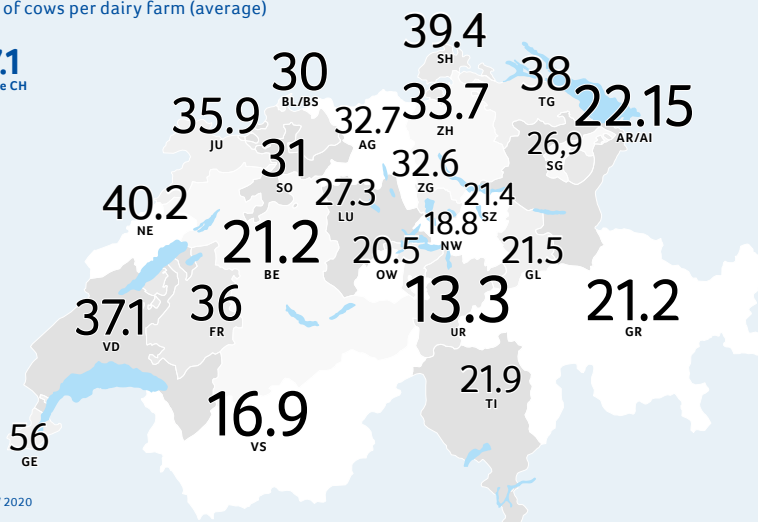 of cows per dairy farm (average)
7.1
e CH
39.4
SH
30
BL/BS
38
TG
35.9
JU
32.7
AG
33.7
ZH
22.15
AR/AI
31
SO
26,9
SG
32.6
ZG
27.3
LU
21.4
SZ
40.2
NE
18.8
NW
21.2
BE
20.5
OW
21.5
GL
37.1
VD
36
FR
13.3
UR
21.2
GR
21.9
TI
16.9
VS
56
GE
2020